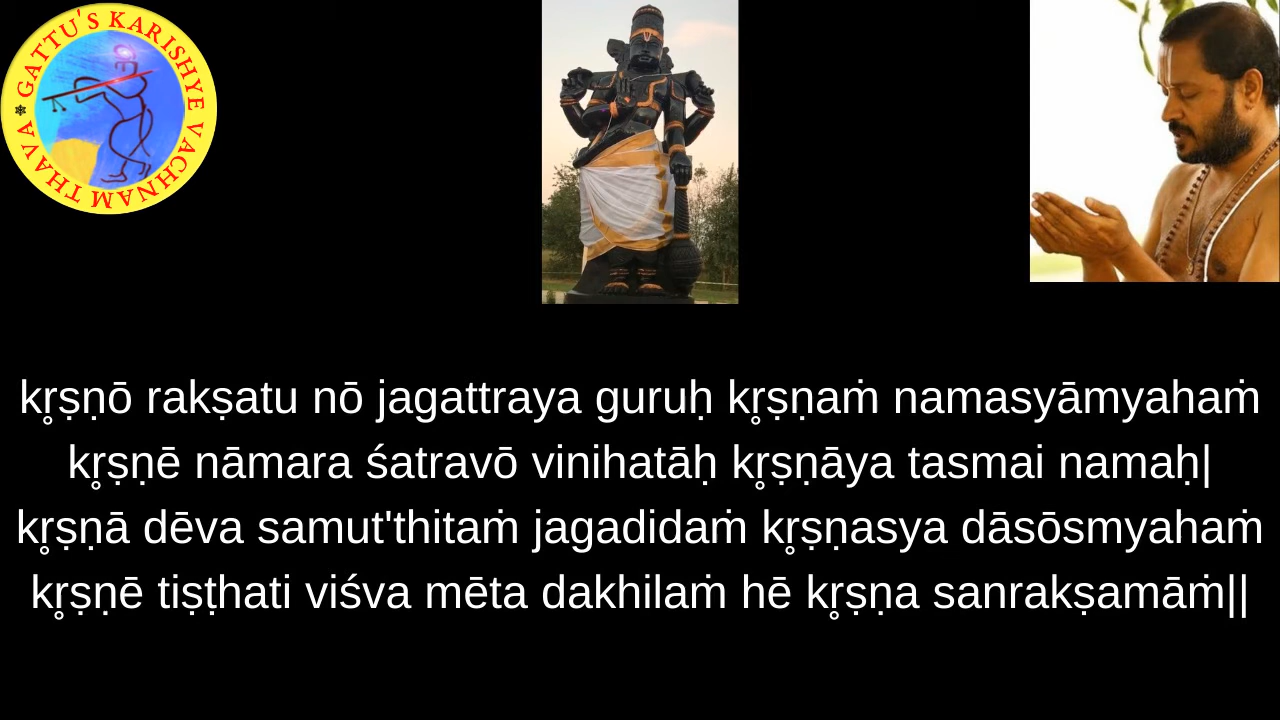 GATTU'S KARISHYE VACHNAM THAVA
kr̥ṣṇō rakṣatu nō jagattraya guruḥ kr̥ṣṇaṁ namasyāmyahaṁ
kr̥ṣṇē nāmara śatravō vinihatāḥ kr̥ṣṇāya tasmai namaḥ|
kr̥ṣṇā dēva samut'thitaṁ jagadidaṁ kr̥ṣṇasya dāsōsmyahaṁ
kr̥ṣṇē tiṣṭhati viśva mēta dakhilaṁ hē kr̥ṣṇa sanrakṣamāṁ||